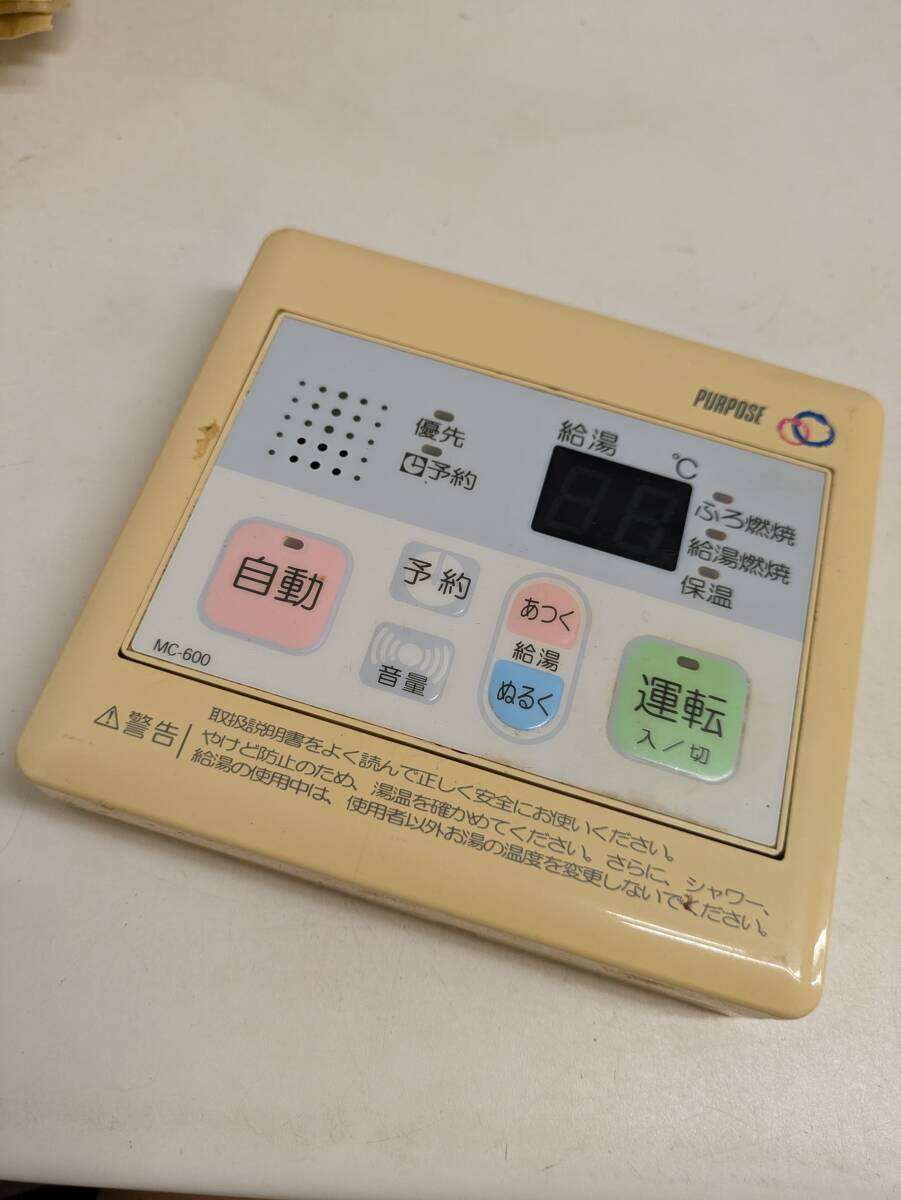 PURPOSE
優先
予約
給湯
℃
ふろ燃焼
給湯燃焼
保温
自動
予約
音量
あつく
給湯
ぬるく
運転
入/切
MC-600
警告
取扱説明書をよく読んで正しく安全にお使いください。
やけど防止のため、湯温を確かめてください。さらに、シャワー、
給湯の使用中は、使用者以外お湯の温度を変更しないでください。